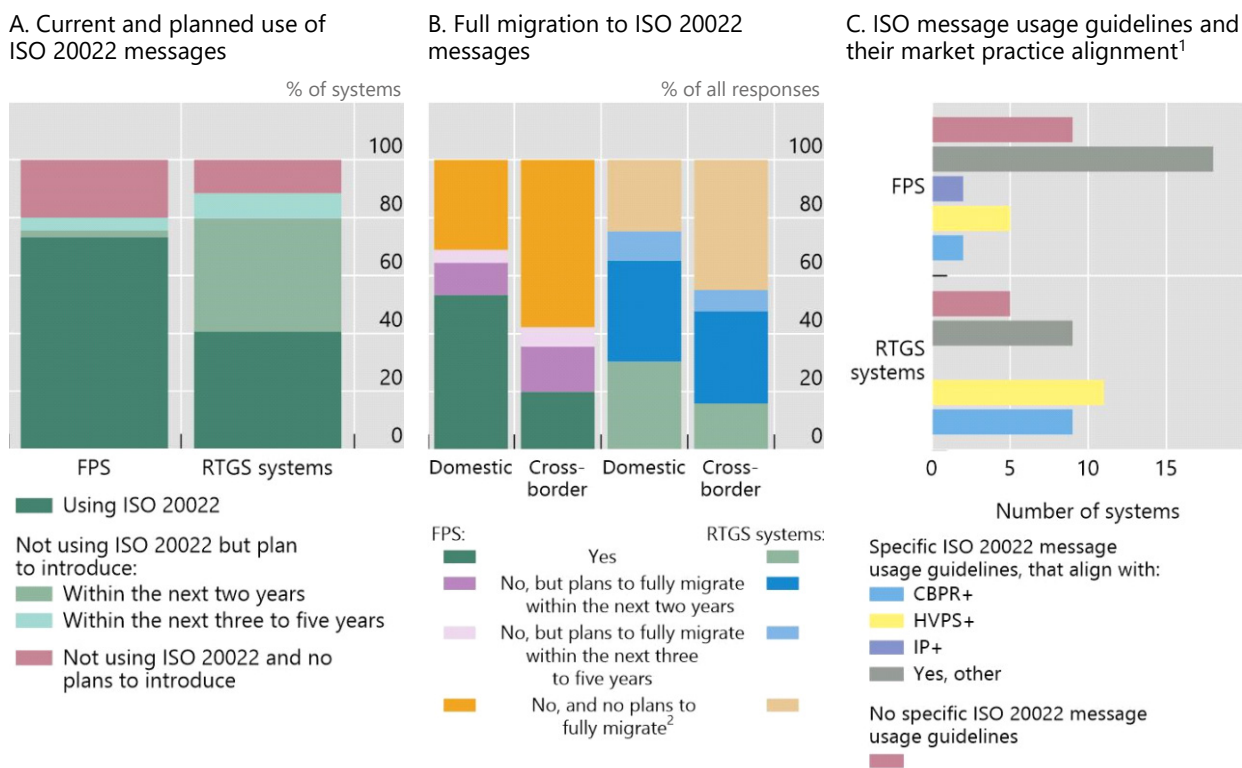 A. Current and planned use of
ISO 20022 messages
% of systems
100
80
60
40
20
0
FPS
RTGS systems
Using ISO 20022
Not using ISO 20022 but plan
to introduce:
Within the next two years
Within the next three to five years
Not using ISO 20022 and no
plans to introduce
B. Full migration to ISO 20022
messages
% of all responses
100
80
60
40
20
0
Domestic
Cross-
border
Domestic
Cross-
border
FPS:
RTGS systems:
Yes
No, but plans to fully migrate
within the next two years
No, but plans to fully migrate
within the next three
to five years
No, and no plans to
fully migrate2
C. ISO message usage guidelines and
their market practice alignment1
FPS
RTGS
systems
0
5
10
15
Number of systems
Specific ISO 20022 message
usage guidelines, that align with:
CBPR+
HVPS+
IP+
Yes, other
No specific ISO 20022 message
usage guidelines